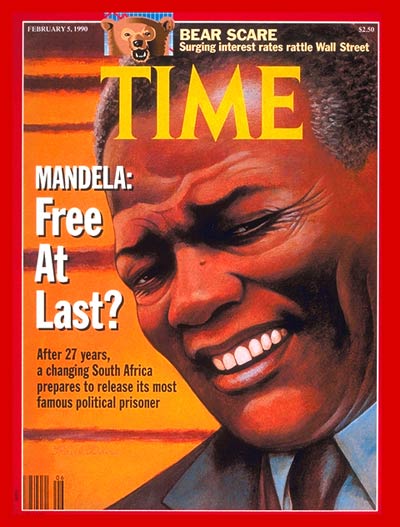 FEBRUARY 5, 1990
BEAR SCARE
Surging interest rates rattle Wall Street
$2.50
TIME
MANDELA:
Free
At
Last?
After 27 years,
a changing South Africa
prepares to release its most
famous political prisoner
06